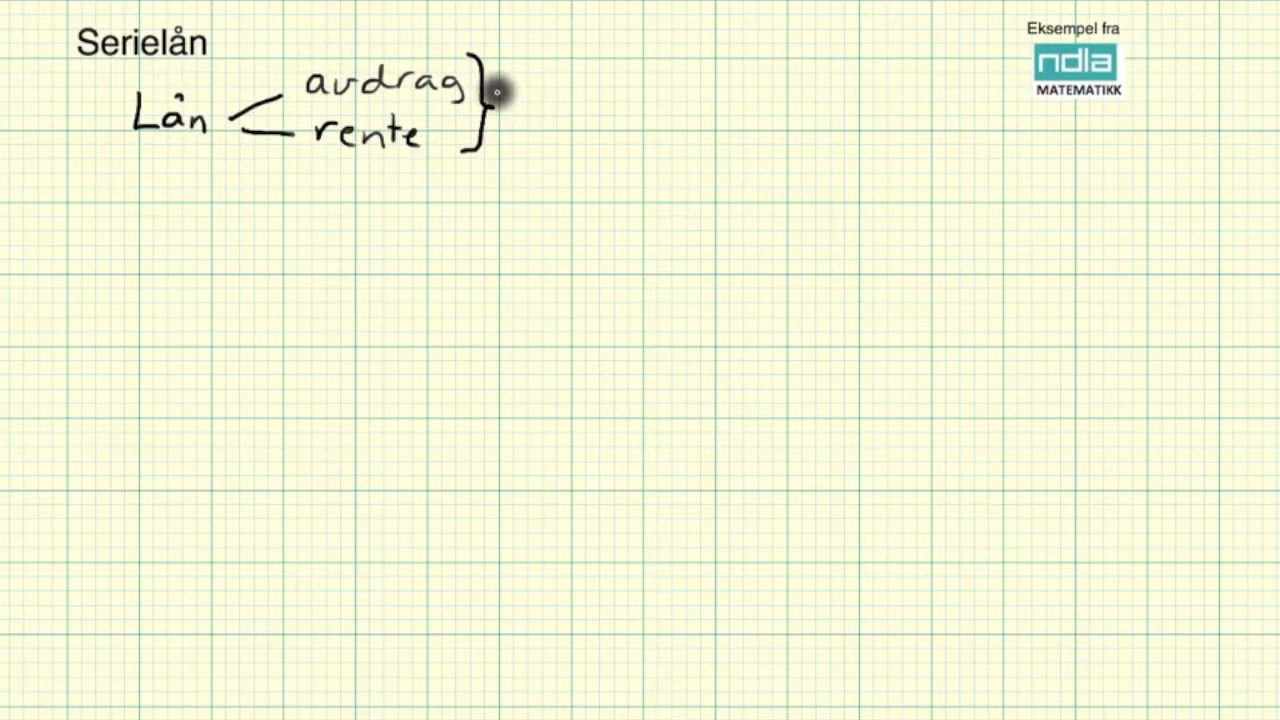 Serielån
Eksempel fra
ndla
MATEMATIKK
avdrag
Lån
rente